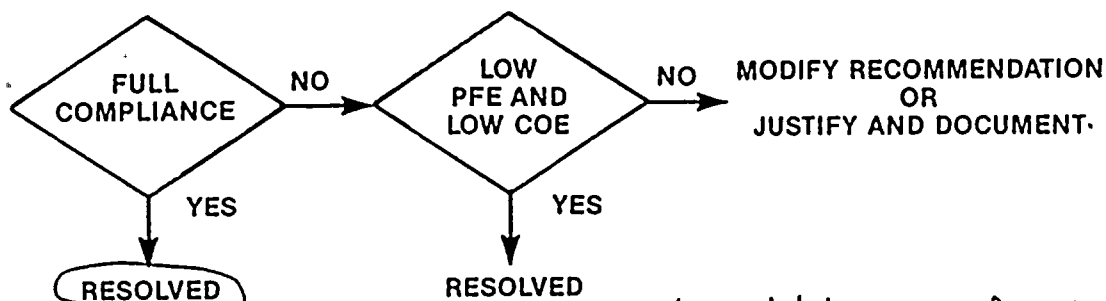 FULL
COMPLIANCE
NO
LOW
PFE AND
LOW COE
NO
MODIFY RECOMMENDATION
OR
JUSTIFY AND DOCUMENT.
YES
YES
RESOLVED
RESOLVED